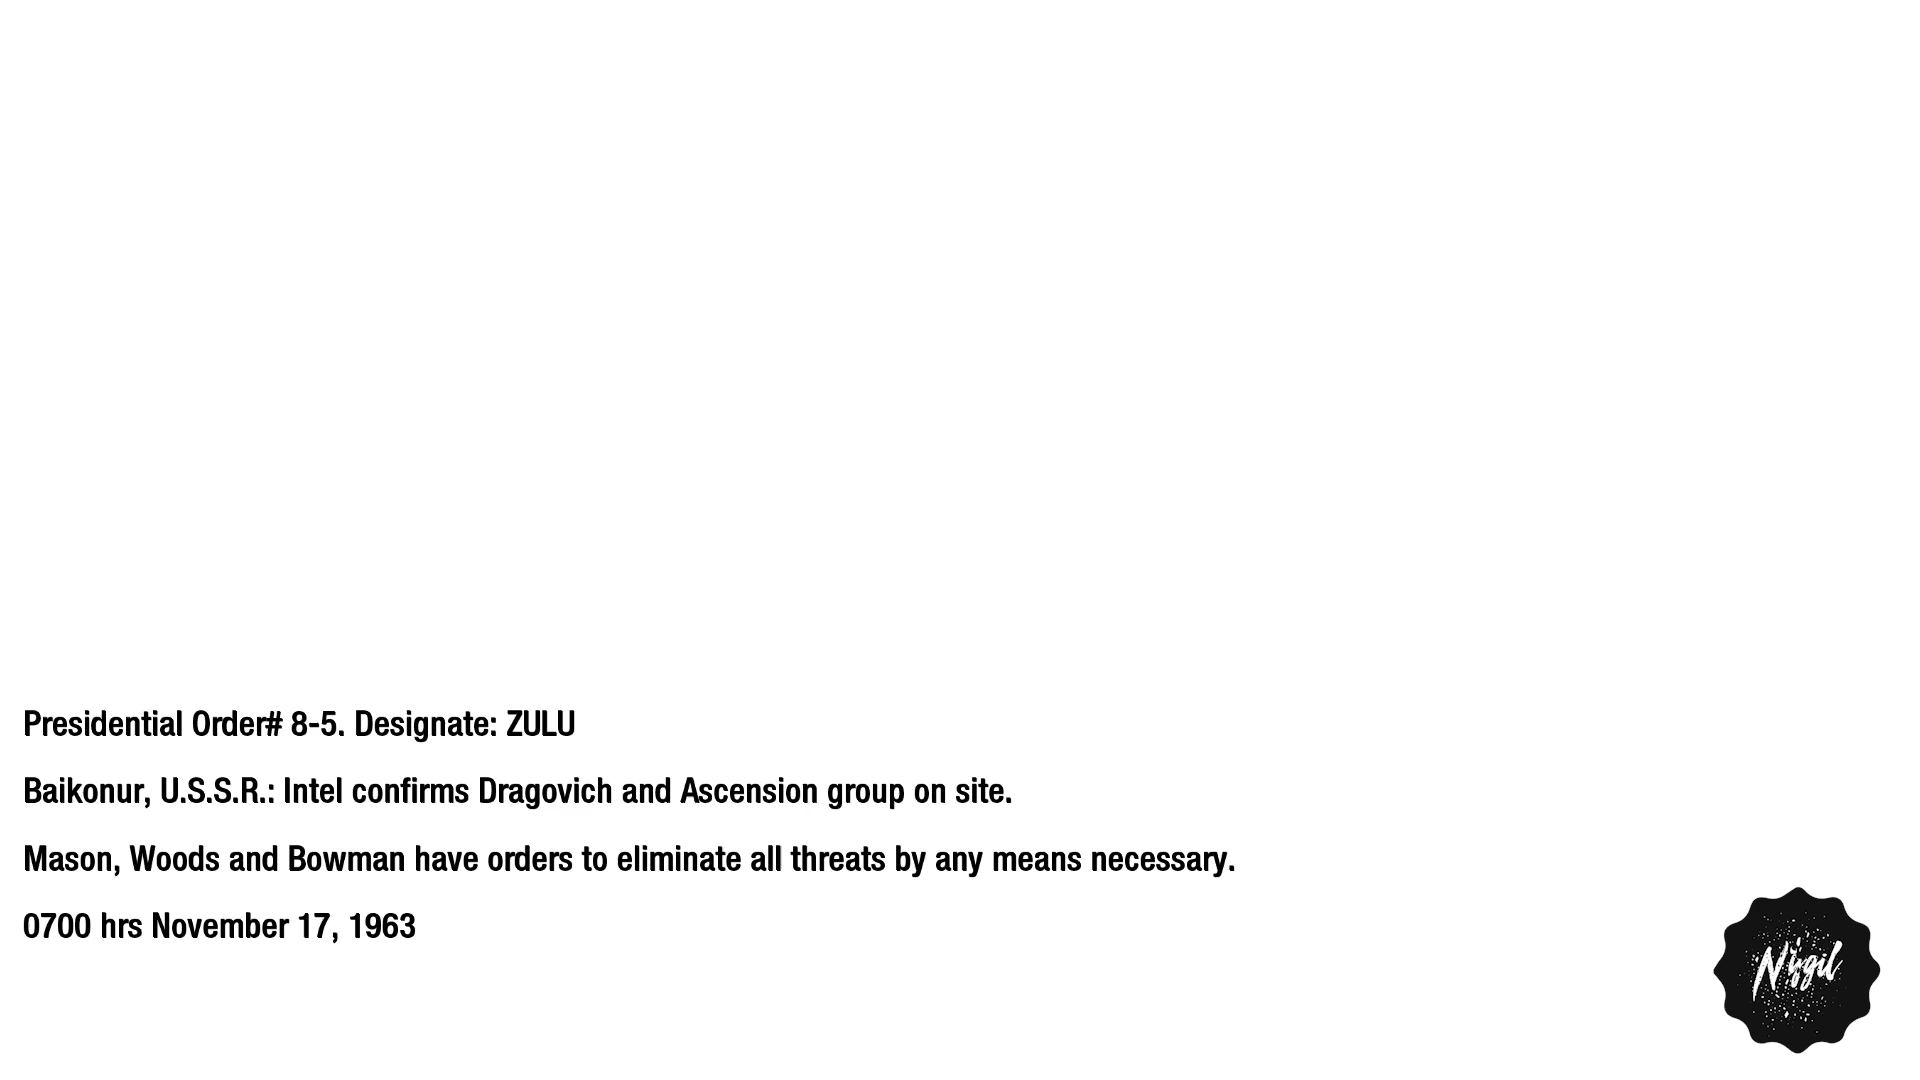 Presidential Order# 8-5. Designate: ZULU
Baikonur, U.S.S.R.: Intel confirms Dragovich and Ascension group on site.
Mason, Woods and Bowman have orders to eliminate all threats by any means necessary.
0700 hrs November 17, 1963